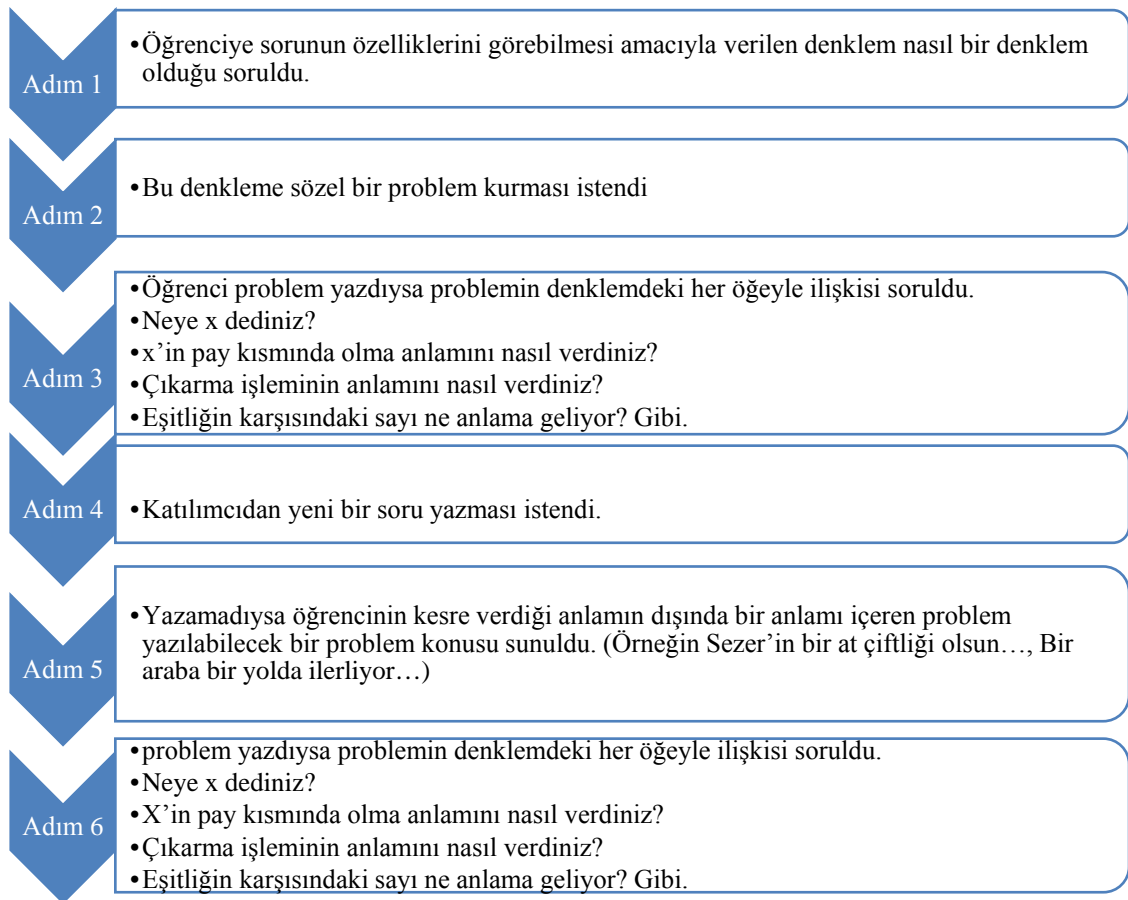 Adım 1
•Öğrenciye sorunun özelliklerini görebilmesi amacıyla verilen denklem nasıl bir denklem
olduğu soruldu.
Adım 2
•Bu denkleme sözel bir problem kurması istendi
Adım 3
•Öğrenci problem yazdıysa problemin denklemdeki her öğeyle ilişkisi soruldu.
•Neye x dediniz?
•x’in pay kısmında olma anlamını nasıl verdiniz?
•Çıkarma işleminin anlamını nasıl verdiniz?
•Eşitliğin karşısındaki sayı ne anlama geliyor? Gibi.
Adım 4
•Katılımcıdan yeni bir soru yazması istendi.
Adım 5
•Yazamadıysa öğrencinin kesre verdiği anlamın dışında bir anlamı içeren problem
yazılabilecek bir problem konusu sunuldu. (Örneğin Sezer’in bir at çiftliği olsun…, Bir
araba bir yolda ilerliyor…)
Adım 6
•problem yazdıysa problemin denklemdeki her öğeyle ilişkisi soruldu.
•Neye x dediniz?
•X’in pay kısmında olma anlamını nasıl verdiniz?
•Çıkarma işleminin anlamını nasıl verdiniz?
•Eşitliğin karşısındaki sayı ne anlama geliyor? Gibi.